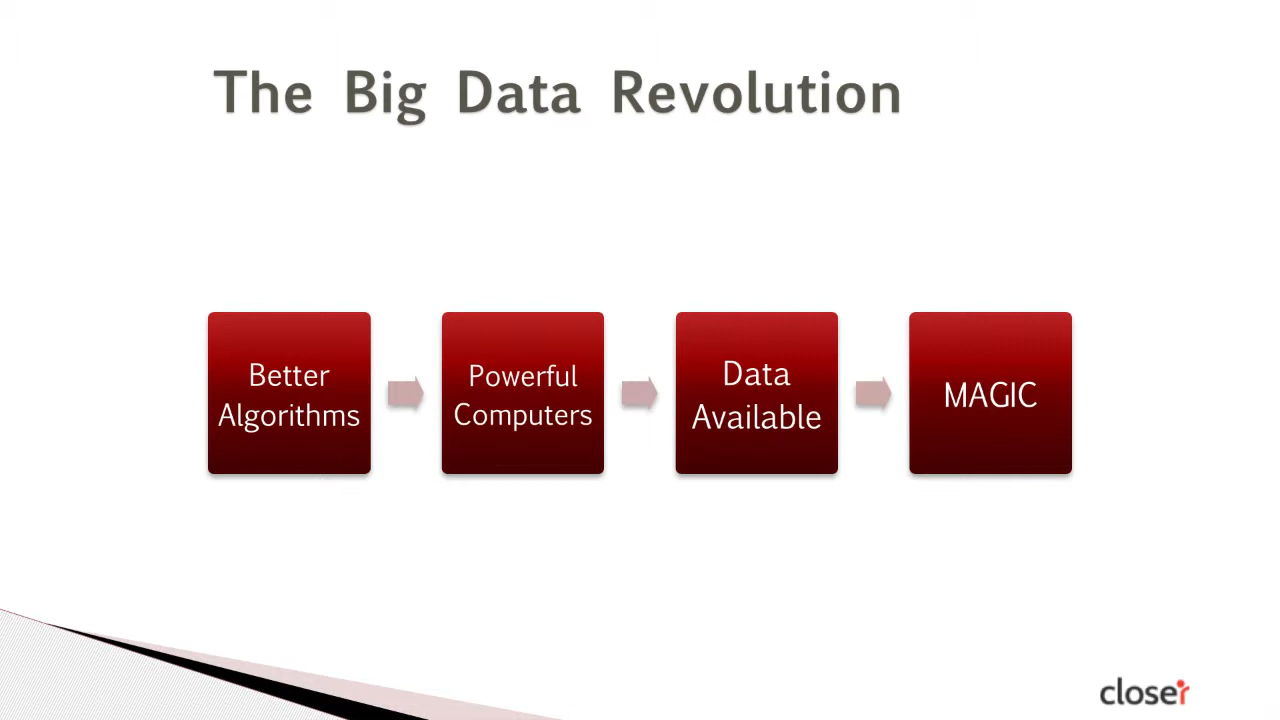 The Big Data Revolution
Better
Algorithms
Powerful
Computers
Data
Available
MAGIC
closer